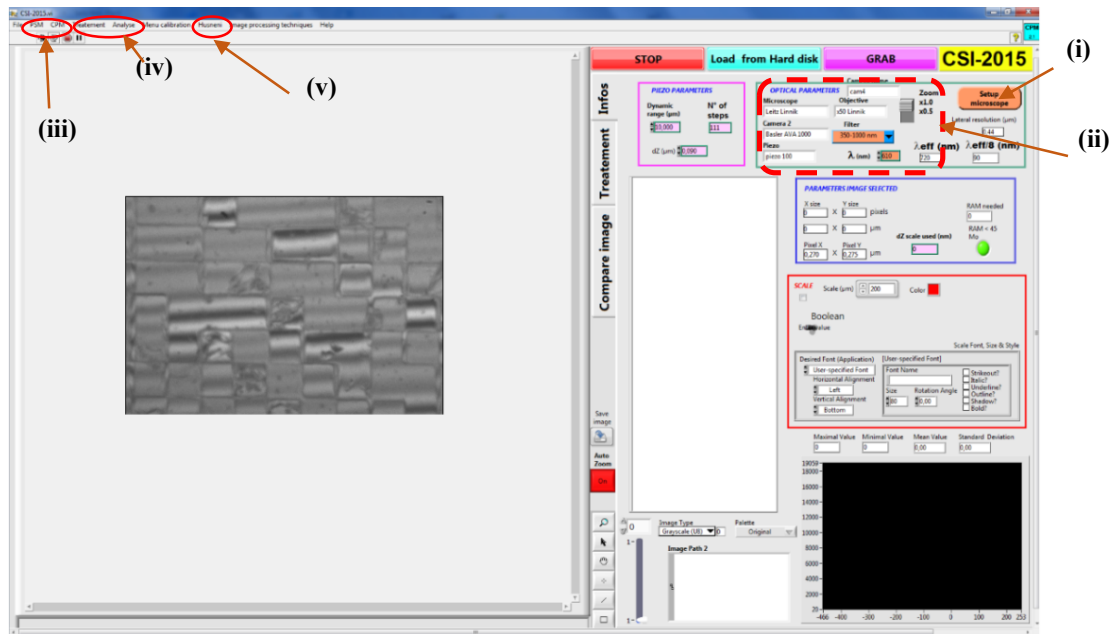 CSI-2015.vi
File PSM CPM Treatement Analyse Menu calibration Husneni Image processing techniques Help
(i)
(ii)
(iii)
(iv)
(v)
STOP
Load from Hard disk
GRAB
CSI-2015
Infos
Treatement
Compare image
PIEZO PARAMETERS
Dynamic range (µm)
N° of steps
10,000
111
dZ (µm)
0,090
OPTICAL PARAMETERS
cam4
Microscope
Objective
Leitz Linnik
x50 Linnik
Camera 2
Filter
Basler AVA 1000
350-1000 nm
Piezo
piezo 100
λ (nm)
810
Zoom
x1.0
x0.5
Setup microscope
Lateral resolution (µm)
0,44
λeff (nm)
λeff/8 (nm)
720
90
PARAMETERS IMAGE SELECTED
X size
Y size
0 X 0 pixels
0 X 0 µm
Pixel X
Pixel Y
0,270 X 0,275 µm
dZ scale used (nm)
0
RAM needed
0
RAM < 45 Mo
SCALE
Scale (µm)
200
Color
Boolean
Scale Font, Size & Style
Desired Font (Application)
User-specified Font
Horizontal Alignment
Left
Vertical Alignment
Bottom
[User-specified Font]
Font Name
Size
Rotation Angle
80
0,00
Strikeout?
Italic?
Underline?
Outline?
Shadow?
Bold?
Save image
Auto Zoom
On
Maximal Value
Minimal Value
Mean Value
Standard Deviation
0
0
0,00
0,00
Image Type
Grayscale (U8)
0
Palette
Original
Image Path 2
0
1-
1-
19059
18000
16000
14000
12000
10000
8000
6000
4000
2000
20
-466 -400 -300 -200 -100 0 100 200 253